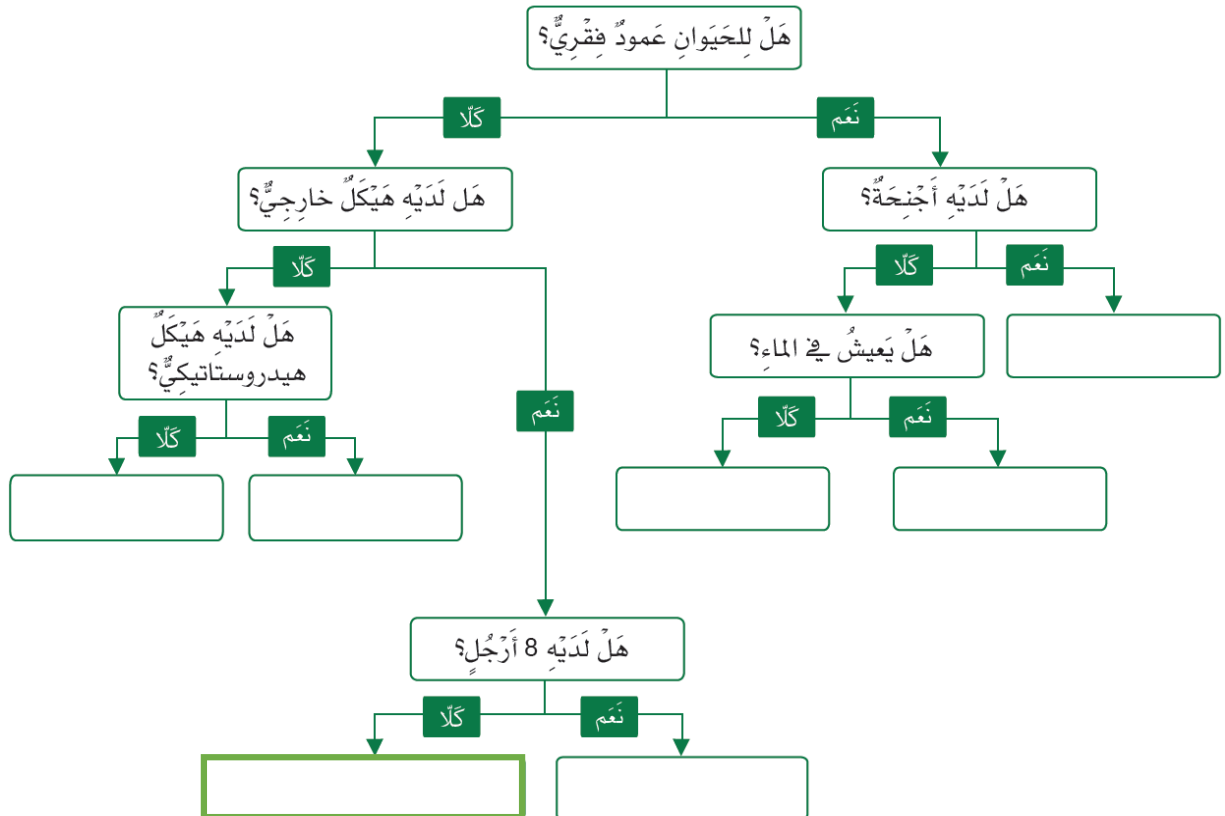 هَلْ لِلحَيَوانِ عَمودٌ فِقْرِيٌّ؟
نَعَم
كَلّا
هَلْ لَدَيْهِ أَجْنِحَةٌ؟
هَل لَدَيْهِ هَيْكَلٌ خارِجِيٌّ؟
نَعَم
كَلّا
كَلّا
هَلْ يَعيشُ في الماءِ؟
هَلْ لَدَيْهِ هَيْكَلٌ
هيدروستاتيكِيٌّ؟
نَعَم
كَلّا
نَعَم
نَعَم
كَلّا
هَلْ لَدَيْهِ 8 أَرْجُلٍ؟
نَعَم
كَلّا